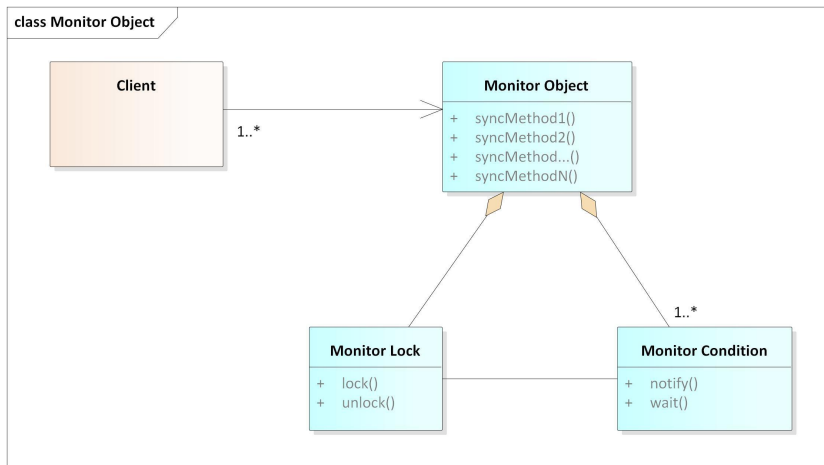 class Monitor Object
Client
1..*
Monitor Object
+ syncMethod1()
+ syncMethod2()
+ syncMethod...()
+ syncMethodN()
1..*
Monitor Lock
+ lock()
+ unlock()
Monitor Condition
+ notify()
+ wait()